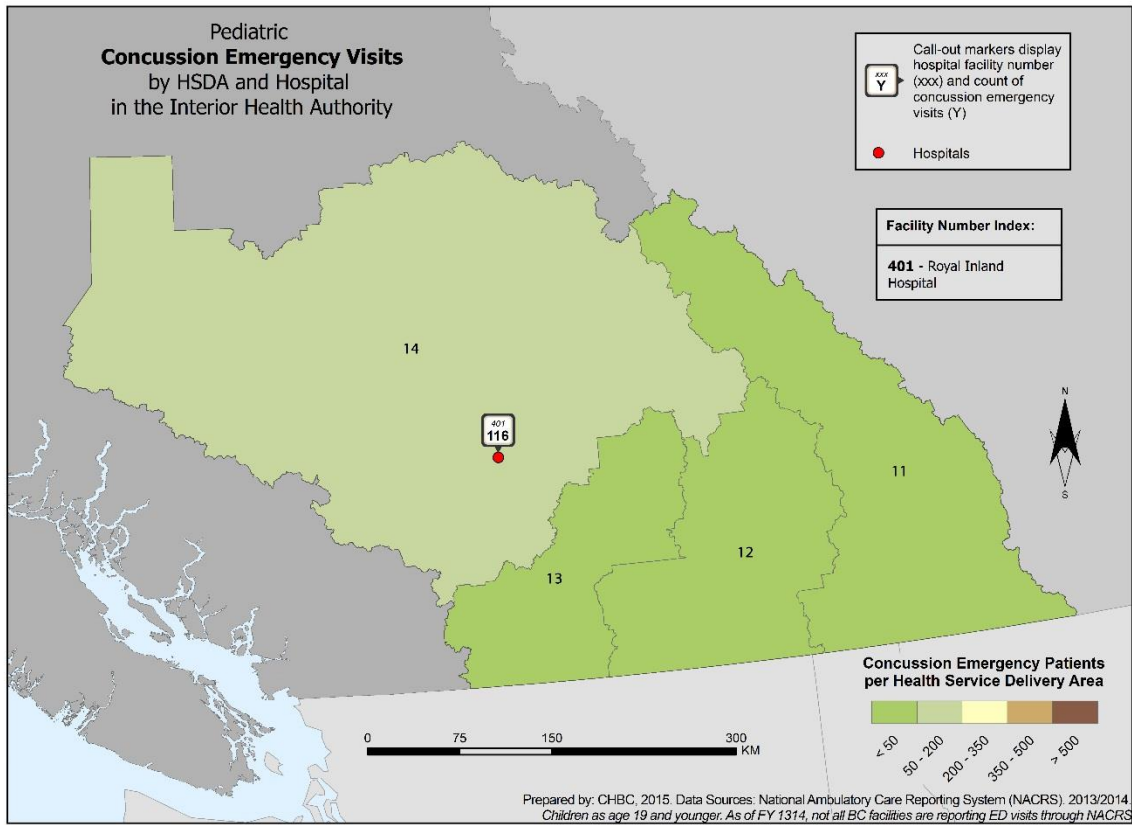 Pediatric
Concussion Emergency Visits
by HSDA and Hospital
in the Interior Health Authority
xxx
Y
Call-out markers display
hospital facility number
(xxx) and count of
concussion emergency
visits (Y)
Hospitals
Facility Number Index:
401 - Royal Inland
Hospital
14
401
116
11
12
13
N
S
Concussion Emergency Patients
per Health Service Delivery Area
< 50
50 - 200
200 - 350
350 - 500
> 500
0 75 150 300
KM
Prepared by: CHBC, 2015. Data Sources: National Ambulatory Care Reporting System (NACRS). 2013/2014.
Children as age 19 and younger. As of FY 1314, not all BC facilities are reporting ED visits through NACRS